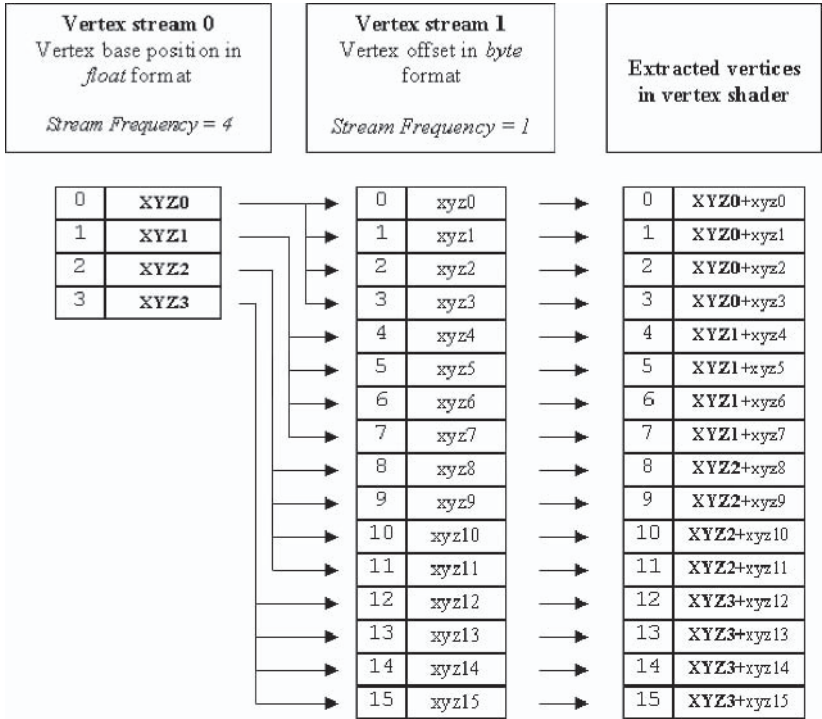 Vertex stream 0
Vertex base position in
float format
Stream Frequency = 4
Vertex stream 1
Vertex offset in byte
format
Stream Frequency = 1
Extracted vertices
in vertex shader
0 XYZ0 0 xyz0 0 XYZ0+xyz0
1 XYZ1 1 xyz1 1 XYZ0+xyz1
2 XYZ2 2 xyz2 2 XYZ0+xyz2
3 XYZ3 3 xyz3 3 XYZ0+xyz3
4 xyz4 4 XYZ1+xyz4
5 xyz5 5 XYZ1+xyz5
6 xyz6 6 XYZ1+xyz6
7 xyz7 7 XYZ1+xyz7
8 xyz8 8 XYZ2+xyz8
9 xyz9 9 XYZ2+xyz9
10 xyz10 10 XYZ2+xyz10
11 xyz11 11 XYZ2+xyz11
12 xyz12 12 XYZ3+xyz12
13 xyz13 13 XYZ3+xyz13
14 xyz14 14 XYZ3+xyz14
15 xyz15 15 XYZ3+xyz15